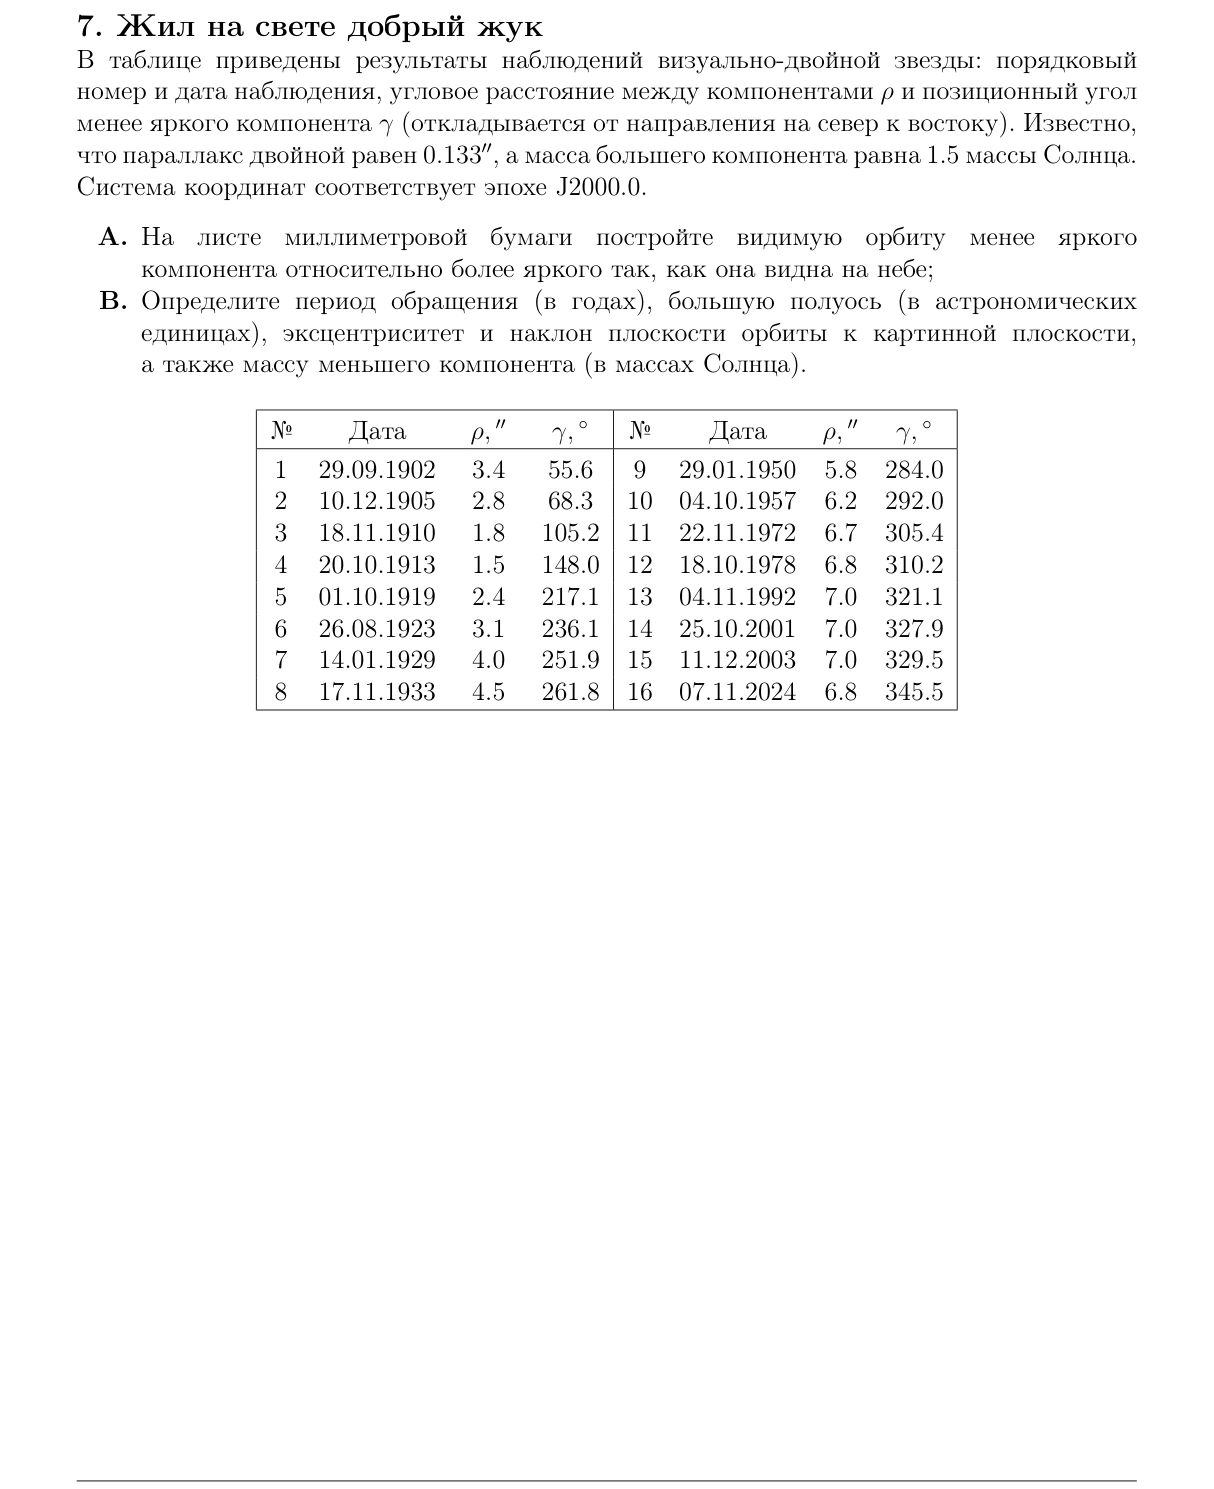 7. Жил на свете добрый жук
В таблице приведены результаты наблюдений визуально-двойной звезды: порядковый
номер и дата наблюдения, угловое расстояние между компонентами ρ и позиционный угол
менее яркого компонента γ (откладывается от направления на север к востоку). Известно,
что параллакс двойной равен 0.133″, а масса большего компонента равна 1.5 массы Солнца.
Система координат соответствует эпохе J2000.0.
A. На листе миллиметровой бумаги постройте видимую орбиту менее яркого
компонента относительно более яркого так, как она видна на небе;
B. Определите период обращения (в годах), большую полуось (в астрономических
единицах), эксцентриситет и наклон плоскости орбиты к картинной плоскости,
а также массу меньшего компонента (в массах Солнца).
№ Дата ρ, ″ γ, ° № Дата ρ, ″ γ, °
1 29.09.1902 3.4 55.6 9 29.01.1950 5.8 284.0
2 10.12.1905 2.8 68.3 10 04.10.1957 6.2 292.0
3 18.11.1910 1.8 105.2 11 22.11.1972 6.7 305.4
4 20.10.1913 1.5 148.0 12 18.10.1978 6.8 310.2
5 01.10.1919 2.4 217.1 13 04.11.1992 7.0 321.1
6 26.08.1923 3.1 236.1 14 25.10.2001 7.0 327.9
7 14.01.1929 4.0 251.9 15 11.12.2003 7.0 329.5
8 17.11.1933 4.5 261.8 16 07.11.2024 6.8 345.5